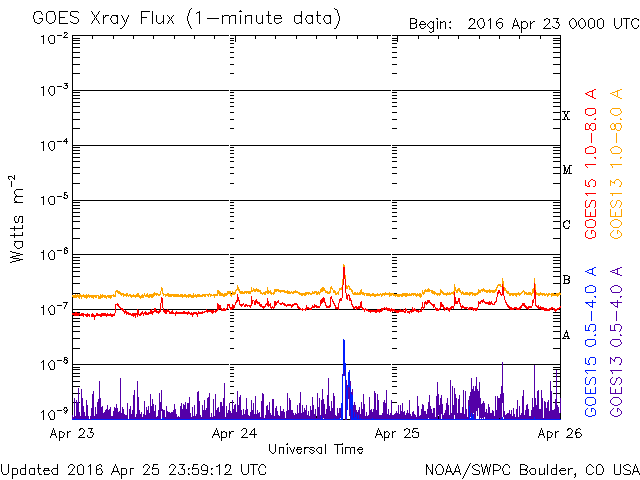 GOES Xray Flux (1-minute data)
Begin: 2016 Apr 23 0000 UTC
10⁻²
10⁻³
10⁻⁴
10⁻⁵
10⁻⁶
10⁻⁷
10⁻⁸
10⁻⁹
Watts m⁻²
X
M
C
B
A
GOES15 1.0-8.0 A
GOES13 1.0-8.0 A
GOES15 0.5-4.0 A
GOES13 0.5-4.0 A
Apr 23
Apr 24
Apr 25
Apr 26
Universal Time
Updated 2016 Apr 25 23:59:12 UTC
NOAA/SWPC Boulder, CO USA